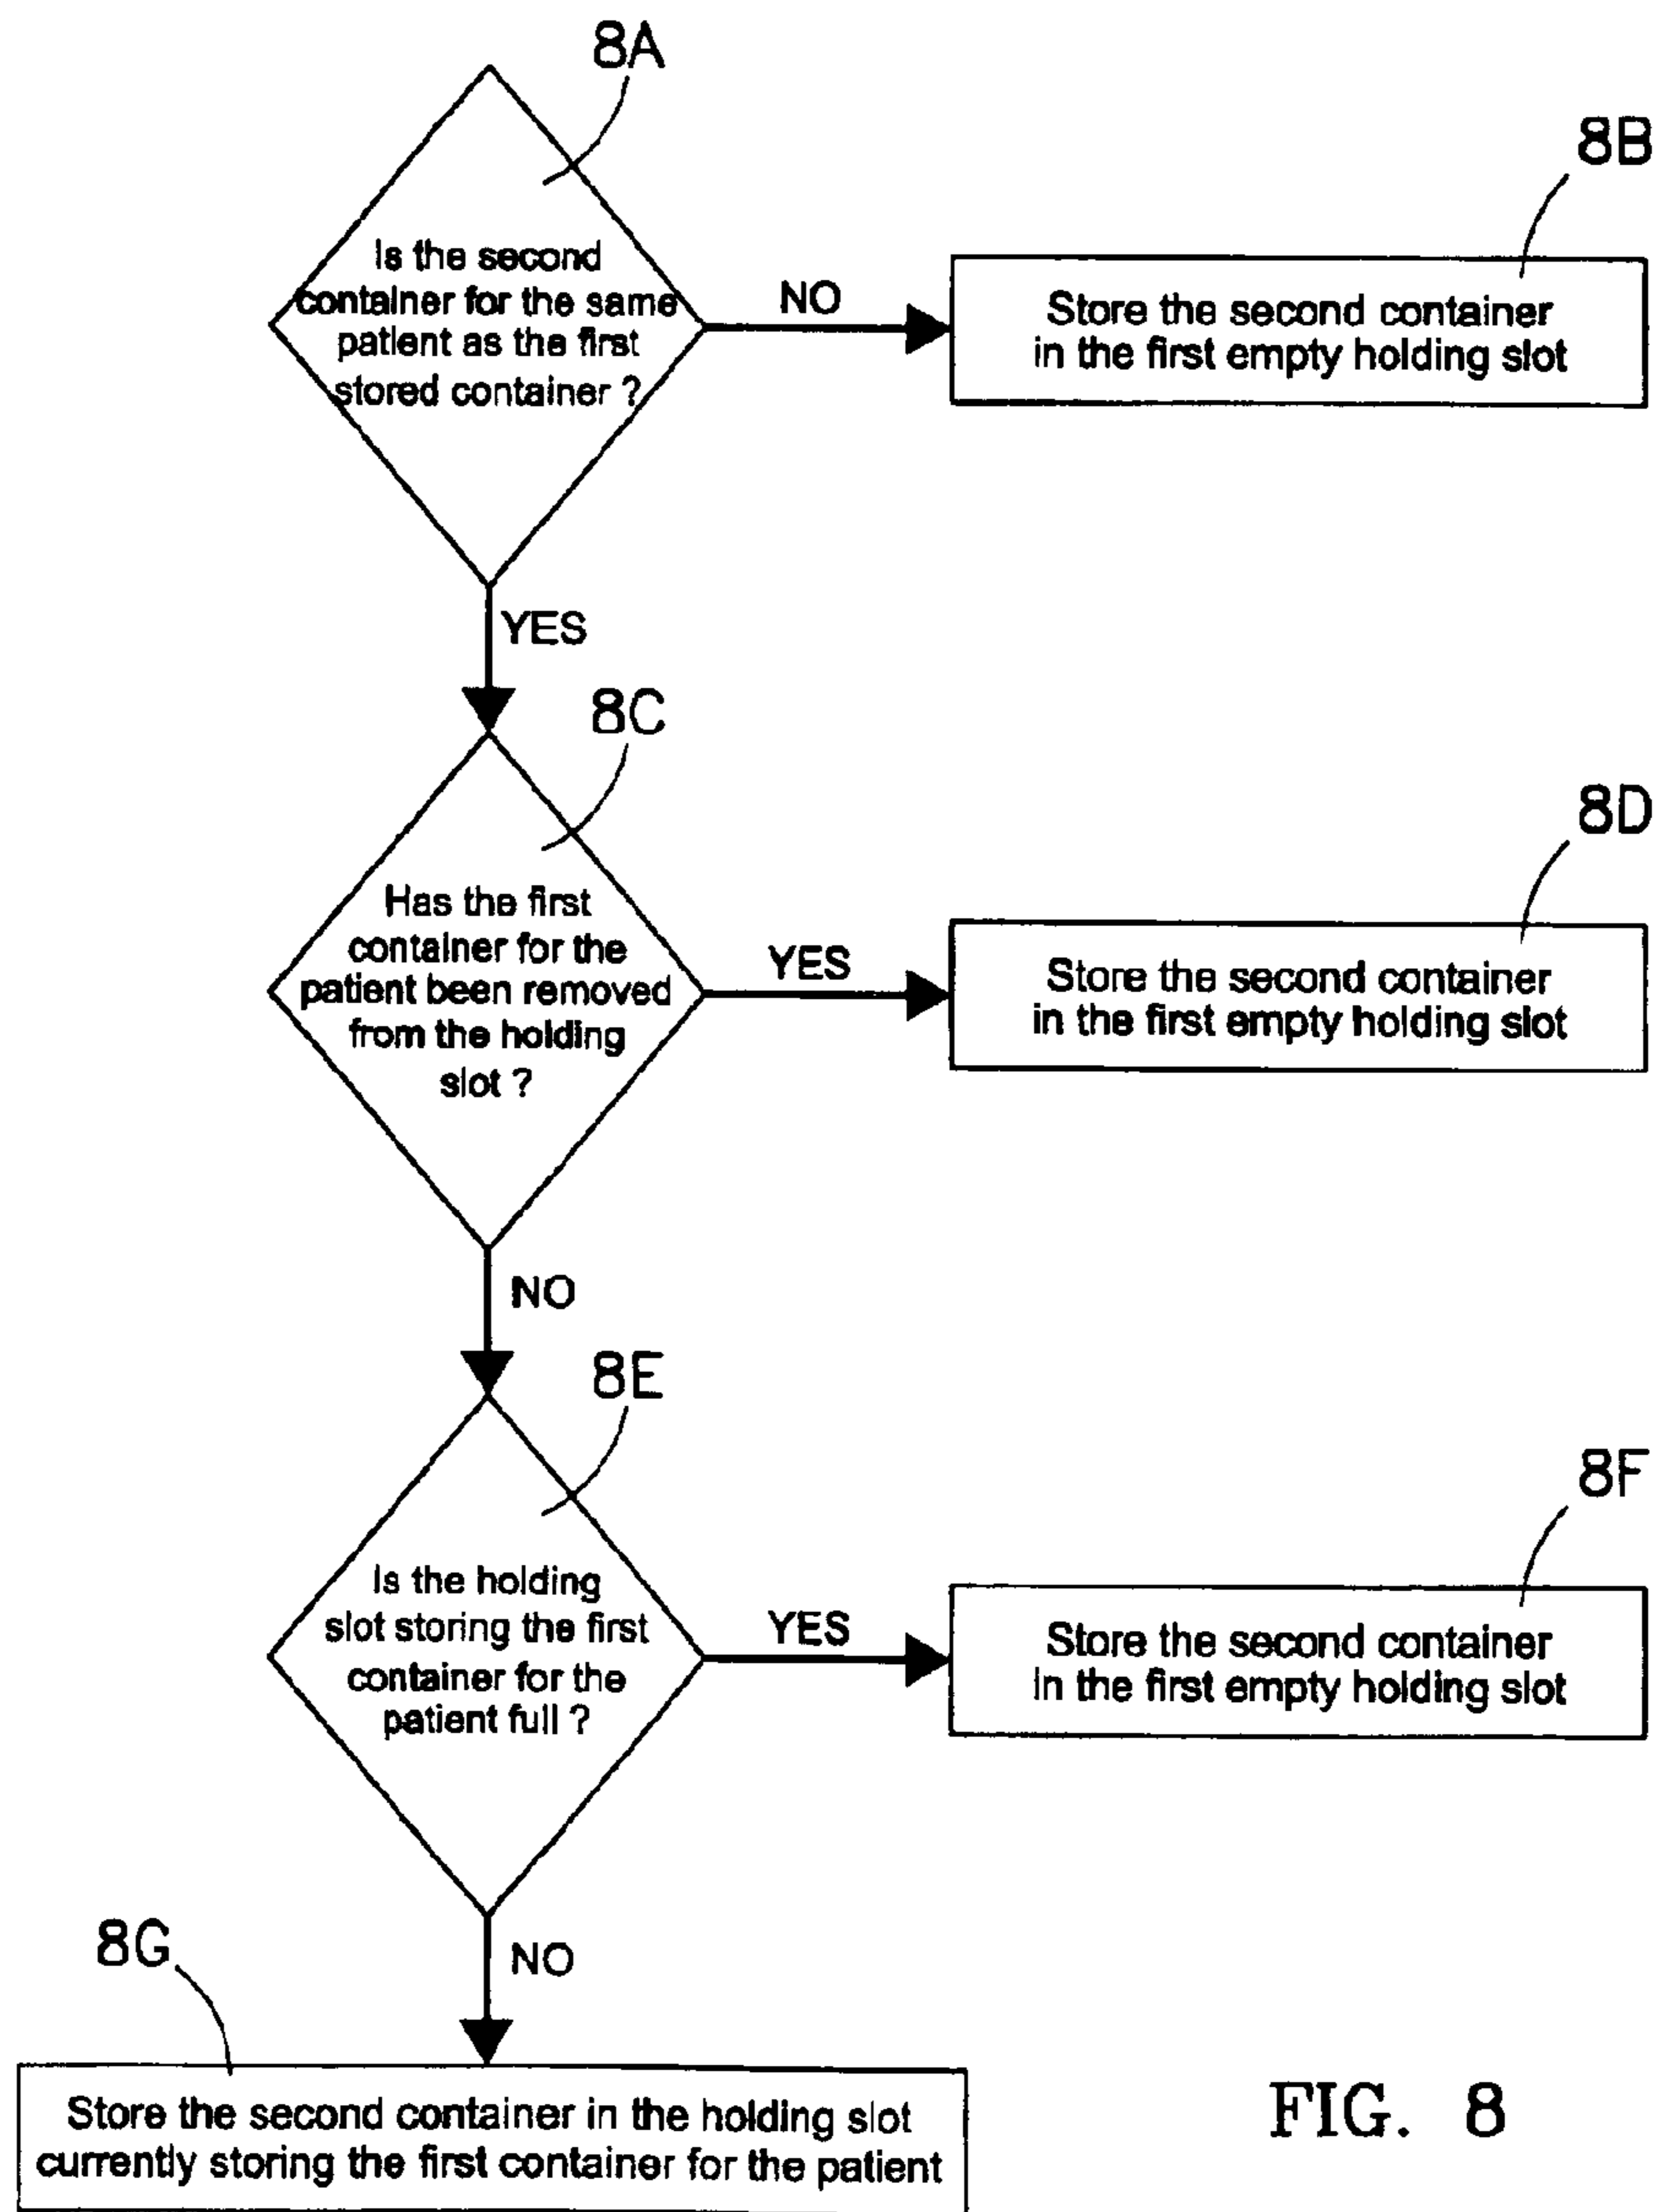 8A
Is the second
container for the same
patient as the first
stored container ?
NO
8B
Store the second container
in the first empty holding slot
YES
8C
Has the first
container for the
patient been removed
from the holding
slot ?
YES
8D
Store the second container
in the first empty holding slot
NO
8E
Is the holding
slot storing the first
container for the
patient full ?
YES
8F
Store the second container
in the first empty holding slot
NO
8G
Store the second container in the holding slot
currently storing the first container for the patient
FIG. 8